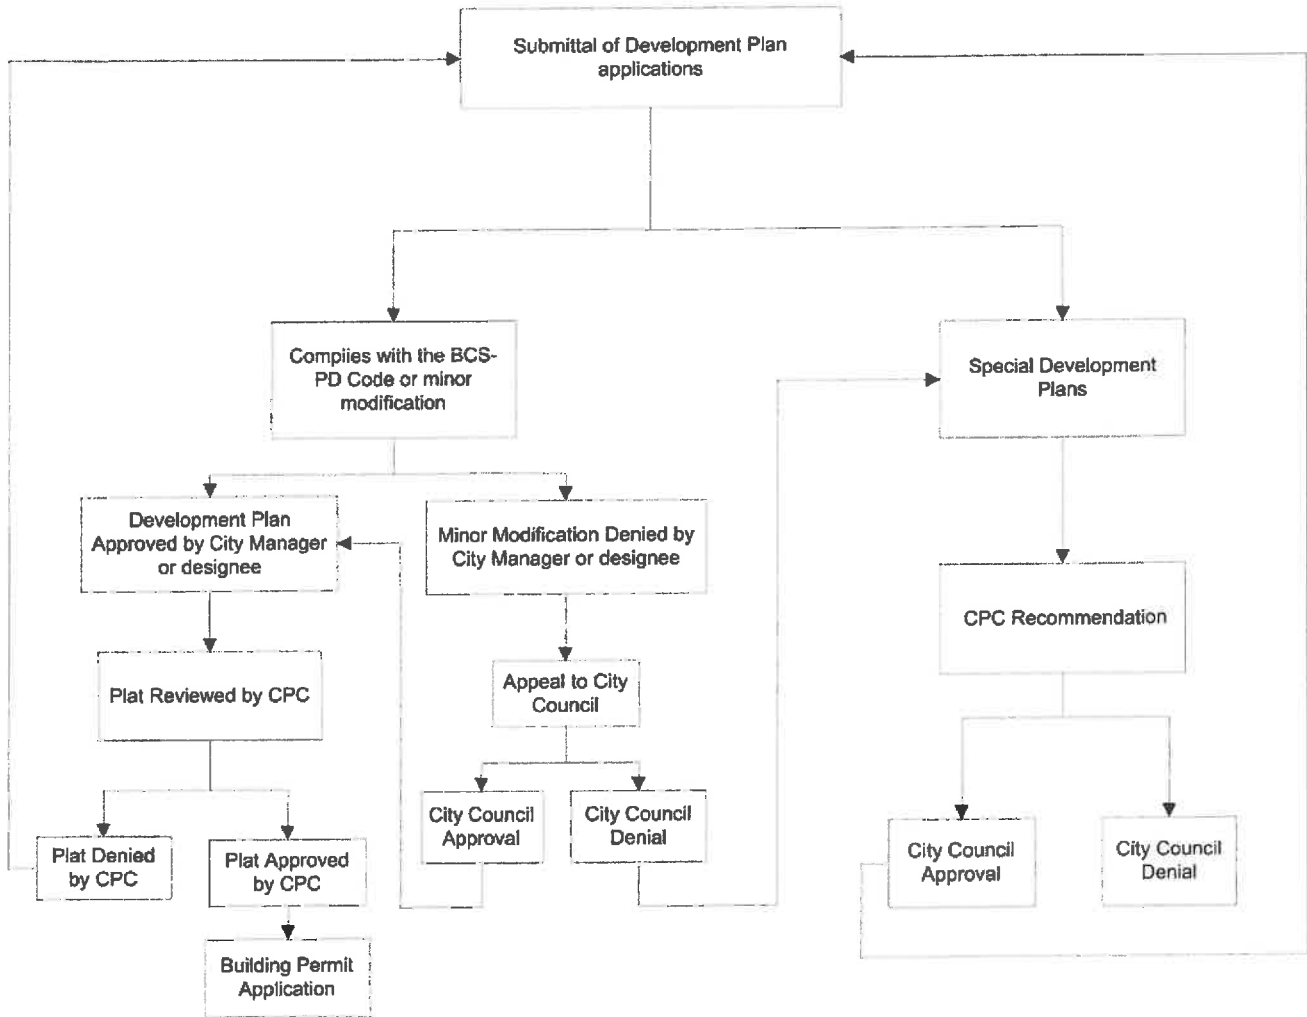 Submittal of Development Plan
applications
Complies with the BCS-
PD Code or minor
modification
Special Development
Plans
Development Plan
Approved by City Manager
or designee
Minor Modification Denied by
City Manager or designee
CPC Recommendation
Plat Reviewed by CPC
Appeal to City
Council
City Council
Approval
City Council
Denial
Plat Denied
by CPC
Plat Approved
by CPC
City Council
Approval
City Council
Denial
Building Permit
Application